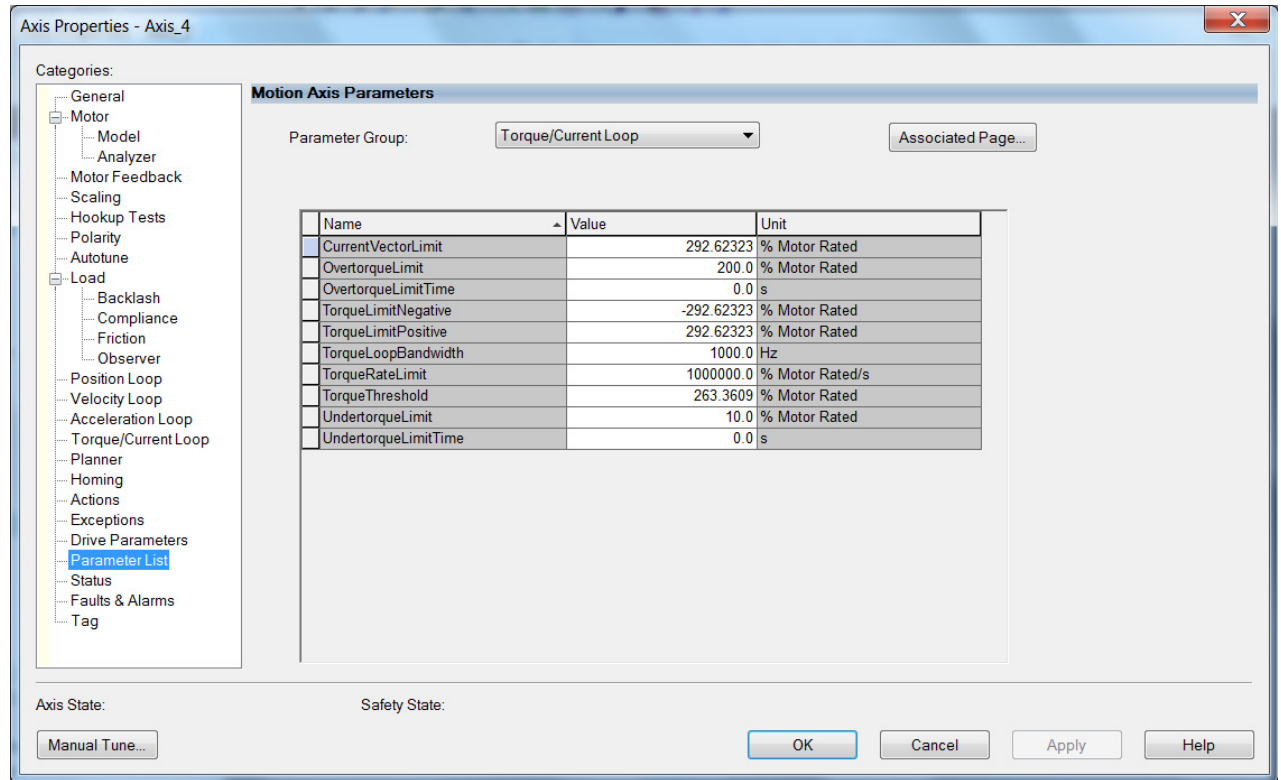 Axis Properties - Axis_4
X
Categories:
General
Motor
Model
Analyzer
Motor Feedback
Scaling
Hookup Tests
Polarity
Autotune
Load
Backlash
Compliance
Friction
Observer
Position Loop
Velocity Loop
Acceleration Loop
Torque/Current Loop
Planner
Homing
Actions
Exceptions
Drive Parameters
Parameter List
Status
Faults & Alarms
Tag
Motion Axis Parameters
Parameter Group: Torque/Current Loop Associated Page...
Name Value Unit
CurrentVectorLimit 292.62323 % Motor Rated
OvertorqueLimit 200.0 % Motor Rated
OvertorqueLimitTime 0.0 s
TorqueLimitNegative -292.62323 % Motor Rated
TorqueLimitPositive 292.62323 % Motor Rated
TorqueLoopBandwidth 1000.0 Hz
TorqueRateLimit 1000000.0 % Motor Rated/s
TorqueThreshold 263.3609 % Motor Rated
UndertorqueLimit 10.0 % Motor Rated
UndertorqueLimitTime 0.0 s
Axis State: Safety State:
Manual Tune... OK Cancel Apply Help